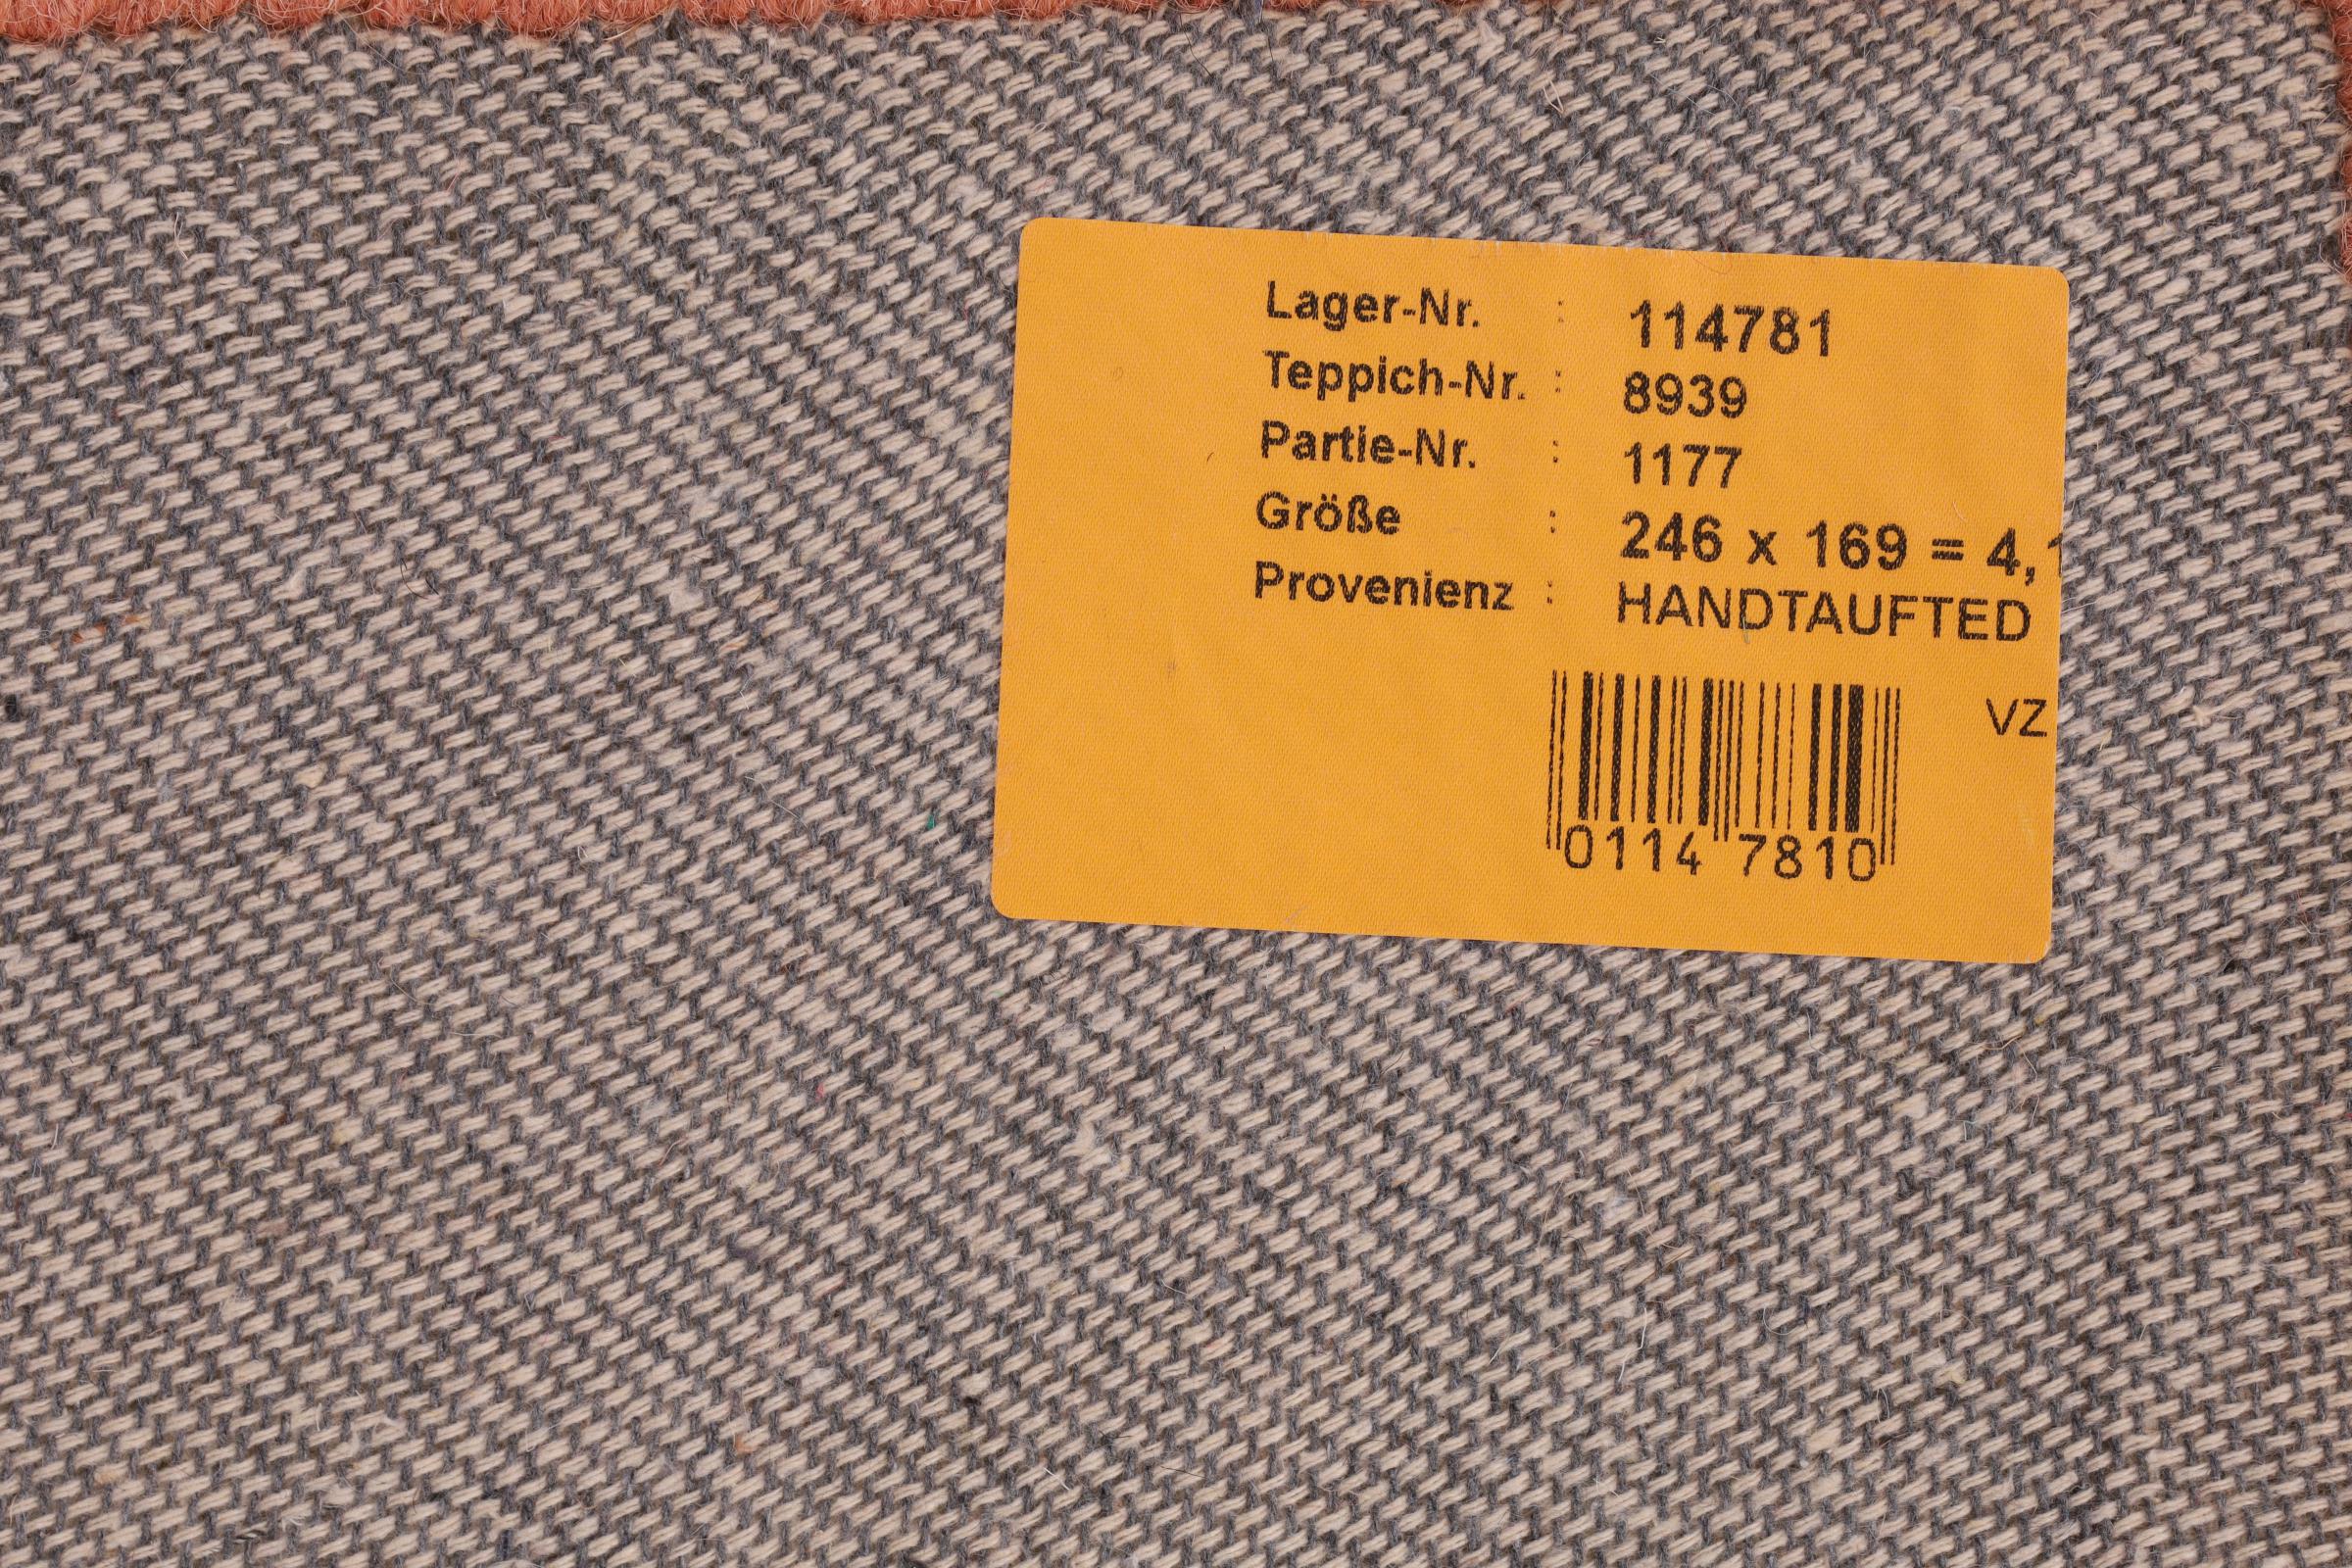 Lager-Nr. : 114781
Teppich-Nr. : 8939
Partie-Nr. : 1177
Größe : 246 x 169 = 4,
Provenienz : HANDTAUFTED
VZ
0114 7810